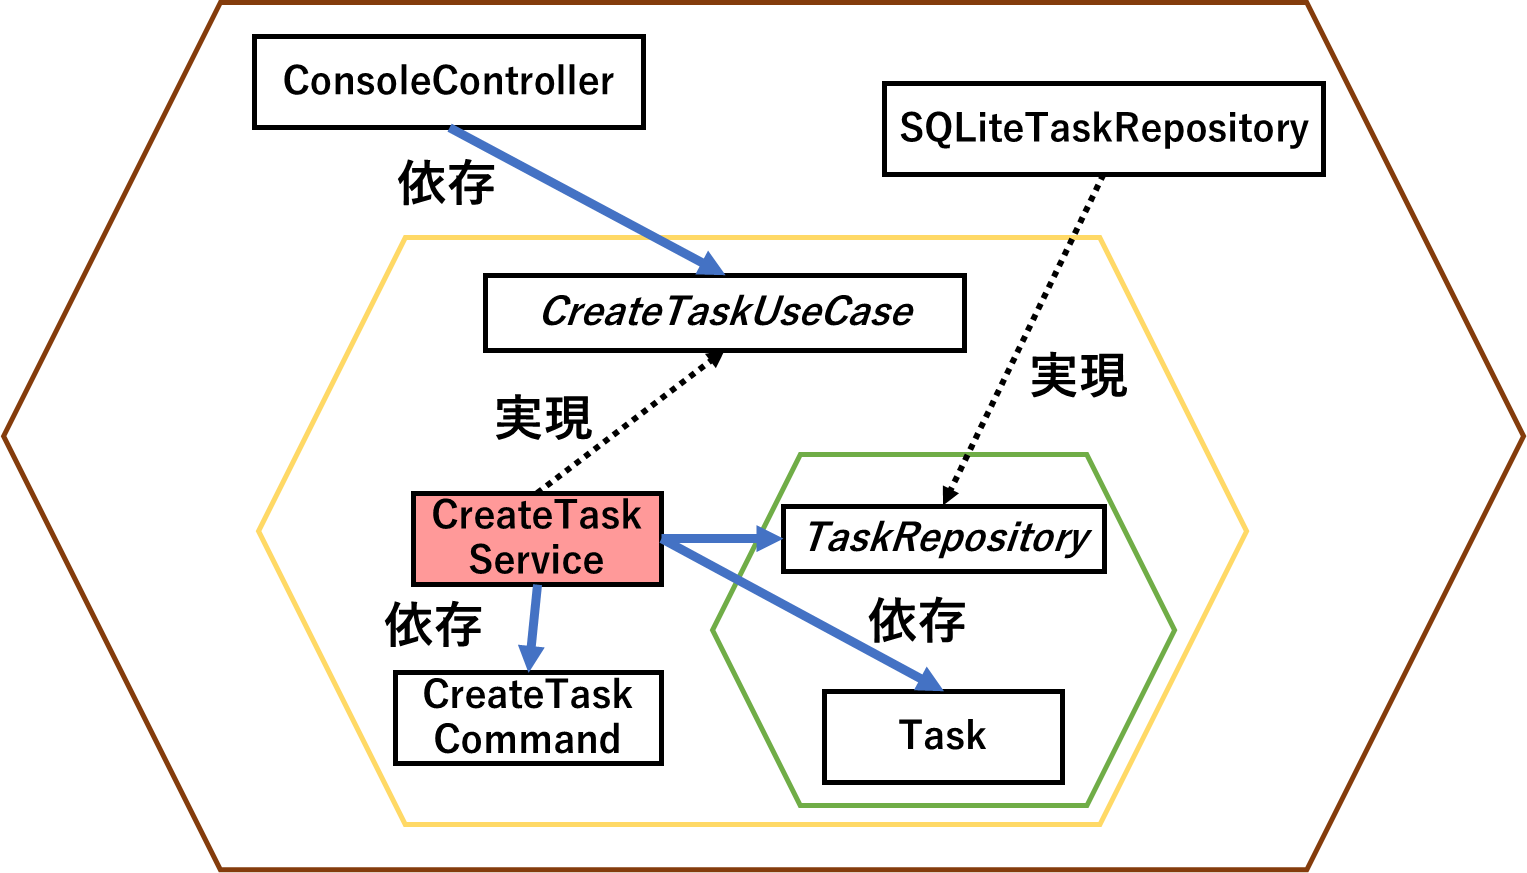 ConsoleController
SQLiteTaskRepository
依存
CreateTaskUseCase
実現
実現
CreateTask
Service
TaskRepository
依存
依存
CreateTask
Command
Task